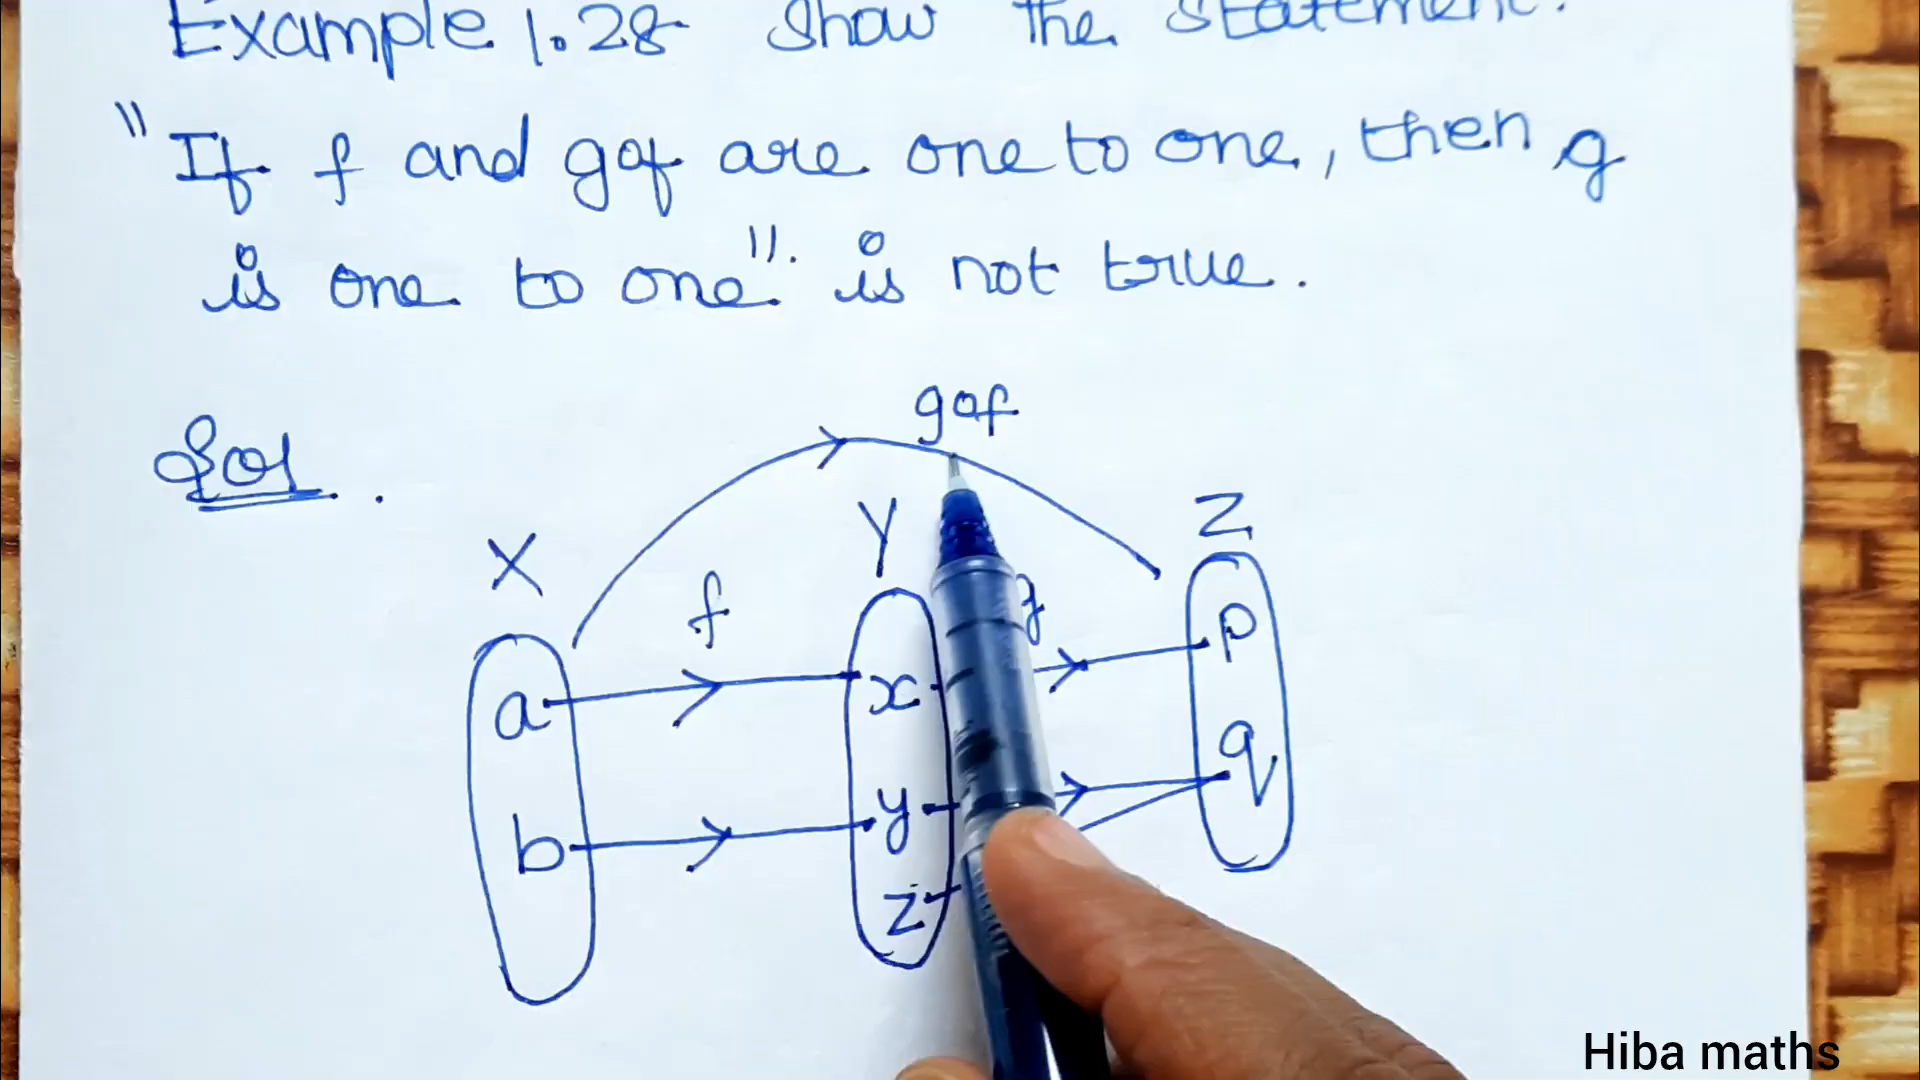 Example 1.28 Show the statement.
"If f and gof are one to one, then g
is one to one". is not true.
gof
Sol.
X Y Z
f g
a x p
b y q
z
Hiba maths